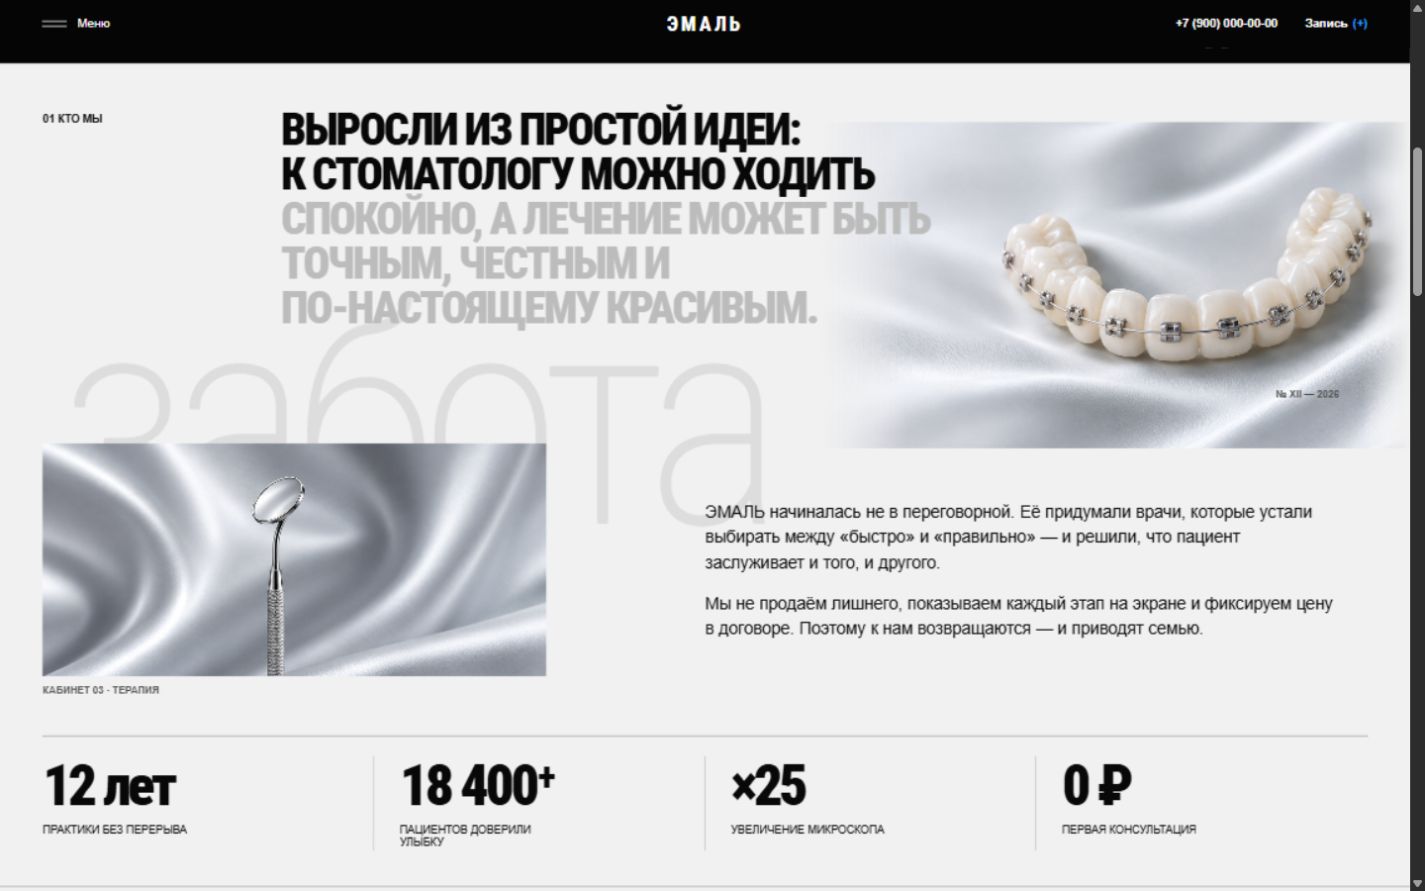 Меню
ЭМАЛЬ
+7 (900) 000-00-00
Запись (+)
01 КТО МЫ
ВЫРОСЛИ ИЗ ПРОСТОЙ ИДЕИ:
К СТОМАТОЛОГУ МОЖНО ХОДИТЬ
СПОКОЙНО, А ЛЕЧЕНИЕ МОЖЕТ БЫТЬ
ТОЧНЫМ, ЧЕСТНЫМ И
ПО-НАСТОЯЩЕМУ КРАСИВЫМ.
забота
№ XII — 2026
КАБИНЕТ 03 - ТЕРАПИЯ
ЭМАЛЬ начиналась не в переговорной. Её придумали врачи, которые устали
выбирать между «быстро» и «правильно» — и решили, что пациент
заслуживает и того, и другого.
Мы не продаём лишнего, показываем каждый этап на экране и фиксируем цену
в договоре. Поэтому к нам возвращаются — и приводят семью.
12 лет
ПРАКТИКИ БЕЗ ПЕРЕРЫВА
18 400+
ПАЦИЕНТОВ ДОВЕРИЛИ
УЛЫБКУ
×25
УВЕЛИЧЕНИЕ МИКРОСКОПА
0 ₽
ПЕРВАЯ КОНСУЛЬТАЦИЯ